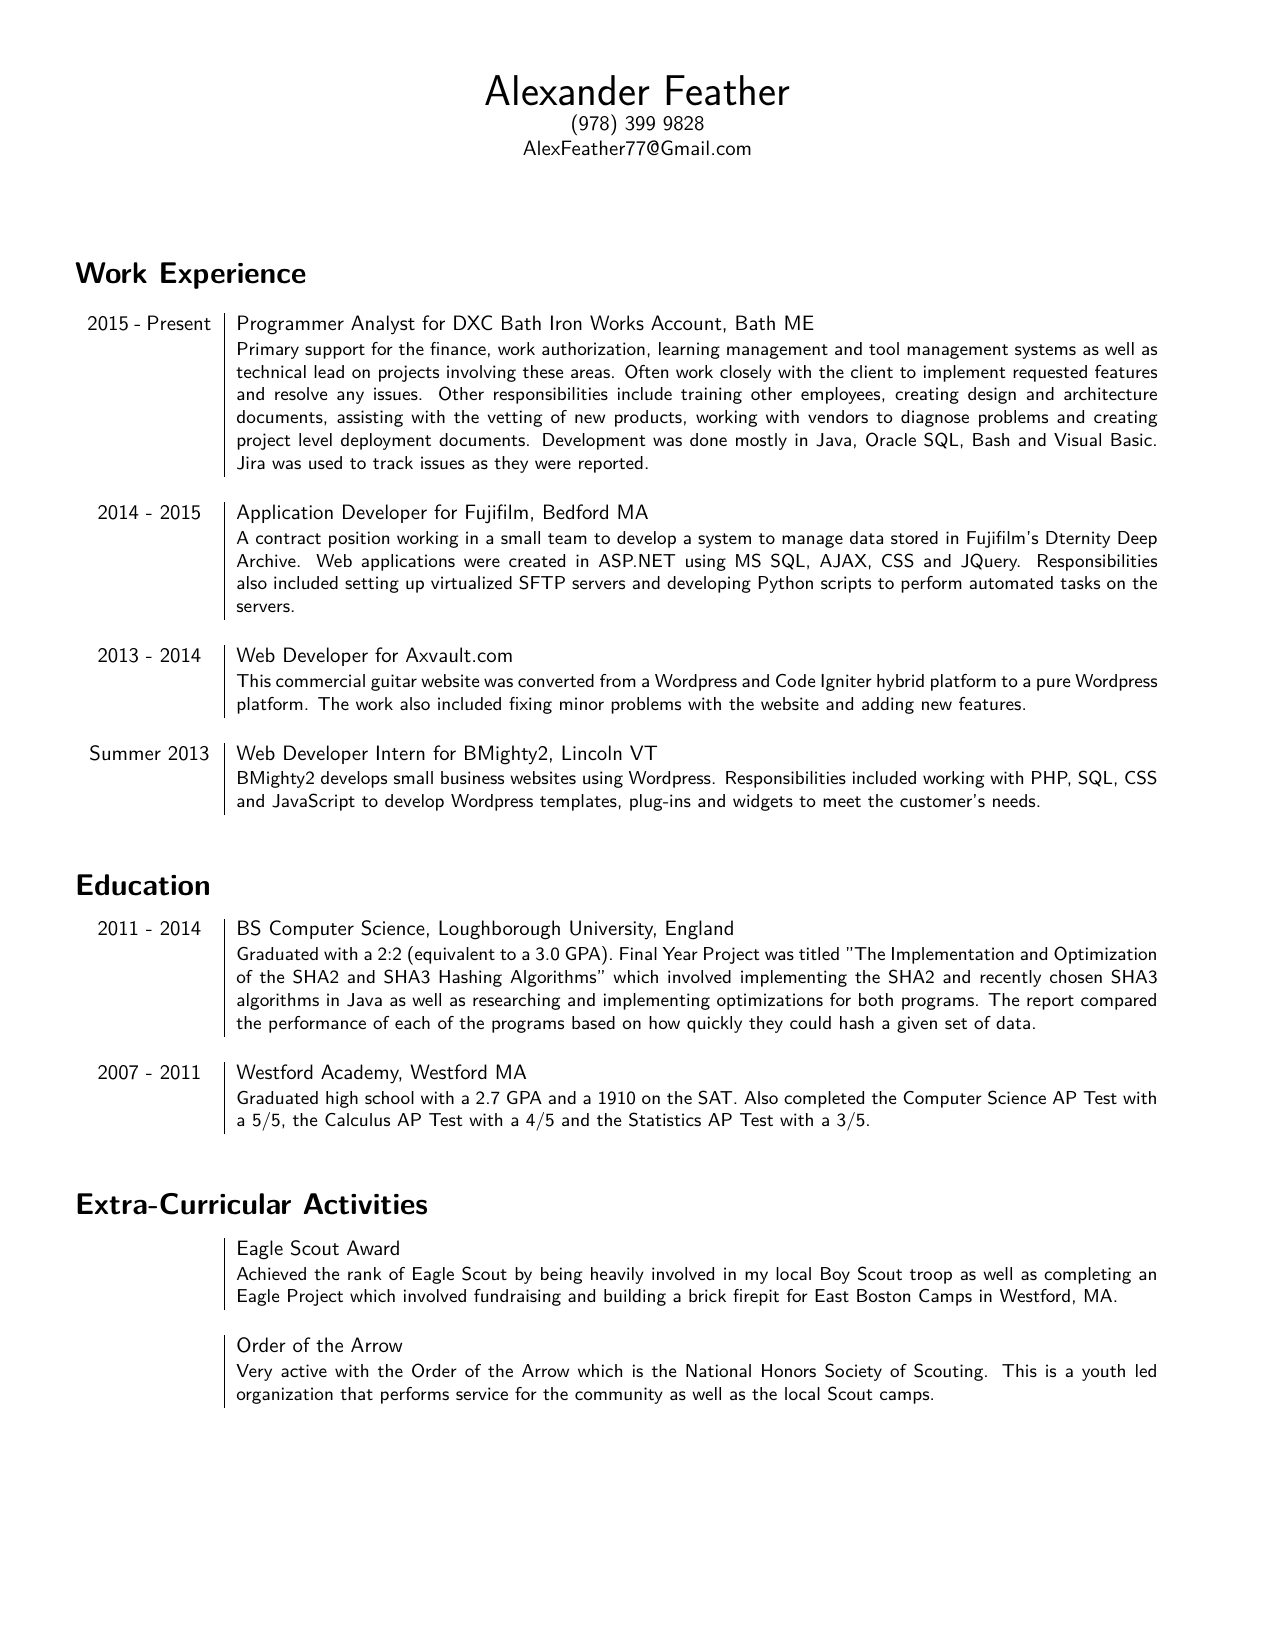 Alexander Feather
(978) 399 9828
AlexFeather77@Gmail.com
Work Experience
2015 - Present
Programmer Analyst for DXC Bath Iron Works Account, Bath ME
Primary support for the finance, work authorization, learning management and tool management systems as well as
technical lead on projects involving these areas. Often work closely with the client to implement requested features
and resolve any issues. Other responsibilities include training other employees, creating design and architecture
documents, assisting with the vetting of new products, working with vendors to diagnose problems and creating
project level deployment documents. Development was done mostly in Java, Oracle SQL, Bash and Visual Basic.
Jira was used to track issues as they were reported.
2014 - 2015
Application Developer for Fujifilm, Bedford MA
A contract position working in a small team to develop a system to manage data stored in Fujifilm's Dternity Deep
Archive. Web applications were created in ASP.NET using MS SQL, AJAX, CSS and JQuery. Responsibilities
also included setting up virtualized SFTP servers and developing Python scripts to perform automated tasks on the
servers.
2013 - 2014
Web Developer for Axvault.com
This commercial guitar website was converted from a Wordpress and Code Igniter hybrid platform to a pure Wordpress
platform. The work also included fixing minor problems with the website and adding new features.
Summer 2013
Web Developer Intern for BMighty2, Lincoln VT
BMighty2 develops small business websites using Wordpress. Responsibilities included working with PHP, SQL, CSS
and JavaScript to develop Wordpress templates, plug-ins and widgets to meet the customer's needs.
Education
2011 - 2014
BS Computer Science, Loughborough University, England
Graduated with a 2:2 (equivalent to a 3.0 GPA). Final Year Project was titled "The Implementation and Optimization
of the SHA2 and SHA3 Hashing Algorithms" which involved implementing the SHA2 and recently chosen SHA3
algorithms in Java as well as researching and implementing optimizations for both programs. The report compared
the performance of each of the programs based on how quickly they could hash a given set of data.
2007 - 2011
Westford Academy, Westford MA
Graduated high school with a 2.7 GPA and a 1910 on the SAT. Also completed the Computer Science AP Test with
a 5/5, the Calculus AP Test with a 4/5 and the Statistics AP Test with a 3/5.
Extra-Curricular Activities
Eagle Scout Award
Achieved the rank of Eagle Scout by being heavily involved in my local Boy Scout troop as well as completing an
Eagle Project which involved fundraising and building a brick firepit for East Boston Camps in Westford, MA.
Order of the Arrow
Very active with the Order of the Arrow which is the National Honors Society of Scouting. This is a youth led
organization that performs service for the community as well as the local Scout camps.